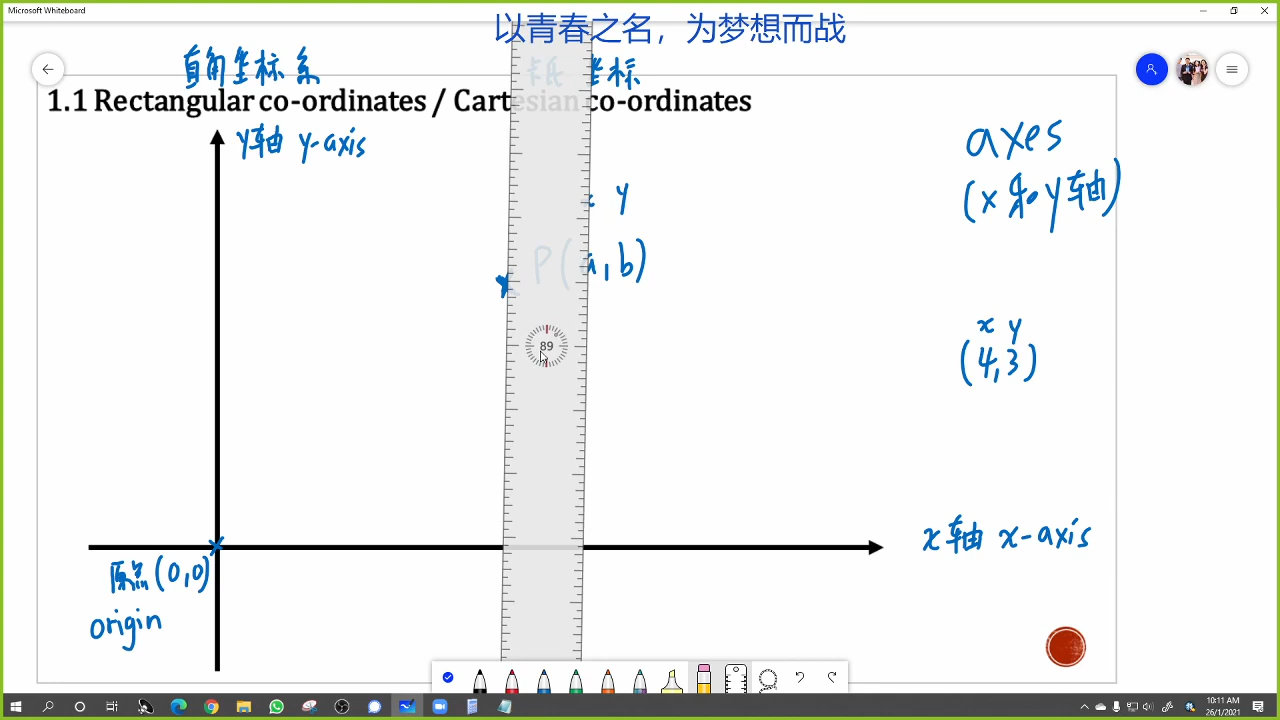 Microsoft Whiteboard
以青春之名，为梦想而战
直角坐标系 卡氏坐标
1.1 Rectangular co-ordinates / Cartesian co-ordinates
y轴 y-axis
axes
(x和y轴)
x y
P(a,b)
89
x y
(4,3)
x轴 x-axis
原点(0,0)
origin
10:11 AM
26/1/2021